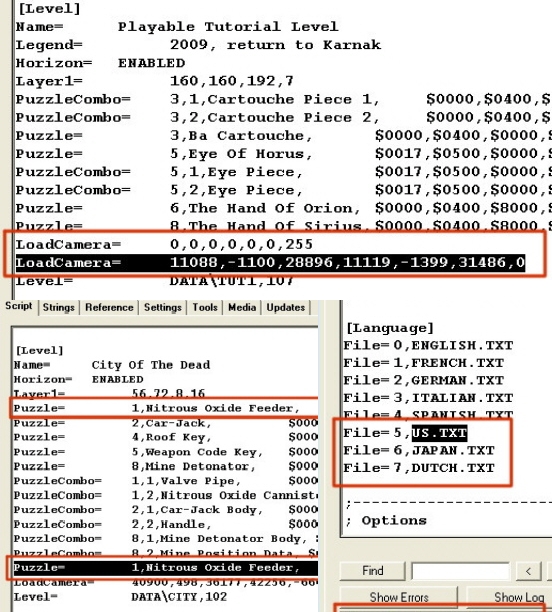 [Level]
Name= Playable Tutorial Level
Legend= 2009, return to Karnak
Horizon= ENABLED
Layer1= 160,160,192,7
PuzzleCombo= 3,1,Cartouche Piece 1, $0000,$0400,$
PuzzleCombo= 3,2,Cartouche Piece 2, $0000,$0400,$
Puzzle= 3,Ba Cartouche, $0000,$0400,$0000,$
Puzzle= 5,Eye Of Horus, $0017,$0500,$0000,$
PuzzleCombo= 5,1,Eye Piece, $0017,$0500,$0000,$
PuzzleCombo= 5,2,Eye Piece, $0017,$0500,$0000,$
Puzzle= 6,The Hand Of Orion, $0000,$0400,$8000,$
Puzzle= 8,The Hand Of Sirius,$0000,$0400,$8000,$
LoadCamera= 0,0,0,0,0,0,255
LoadCamera= 11088,-1100,28896,11119,-1399,31486,0
Level= DATA\TUT1,107
Script Strings Reference Settings Tools Media Updates
[Level]
Name= City Of The Dead
Horizon= ENABLED
Layer1= 56,72,8,16
Puzzle= 1,Nitrous Oxide Feeder,
Puzzle= 2,Car-Jack, $000
Puzzle= 4,Roof Key, $000
Puzzle= 5,Weapon Code Key, $000
Puzzle= 8,Mine Detonator, $000
PuzzleCombo= 1,1,Valve Pipe, $000
PuzzleCombo= 1,2,Nitrous Oxide Cannist
PuzzleCombo= 2,1,Car-Jack Body, $000
PuzzleCombo= 2,2,Handle, $000
PuzzleCombo= 8,1,Mine Detonator Body,
PuzzleCombo= 8,2,Mine Position Data,
Puzzle= 1,Nitrous Oxide Feeder,
LoadCamera= 40900,498,36177,42256,-66
Level= DATA\CITY,102
[Language]
File= 0,ENGLISH.TXT
File= 1,FRENCH.TXT
File= 2,GERMAN.TXT
File= 3,ITALIAN.TXT
File= 4,SPANISH.TXT
File= 5,US.TXT
File= 6,JAPAN.TXT
File= 7,DUTCH.TXT
;----------------------
; Options
Find <
Show Errors Show Log